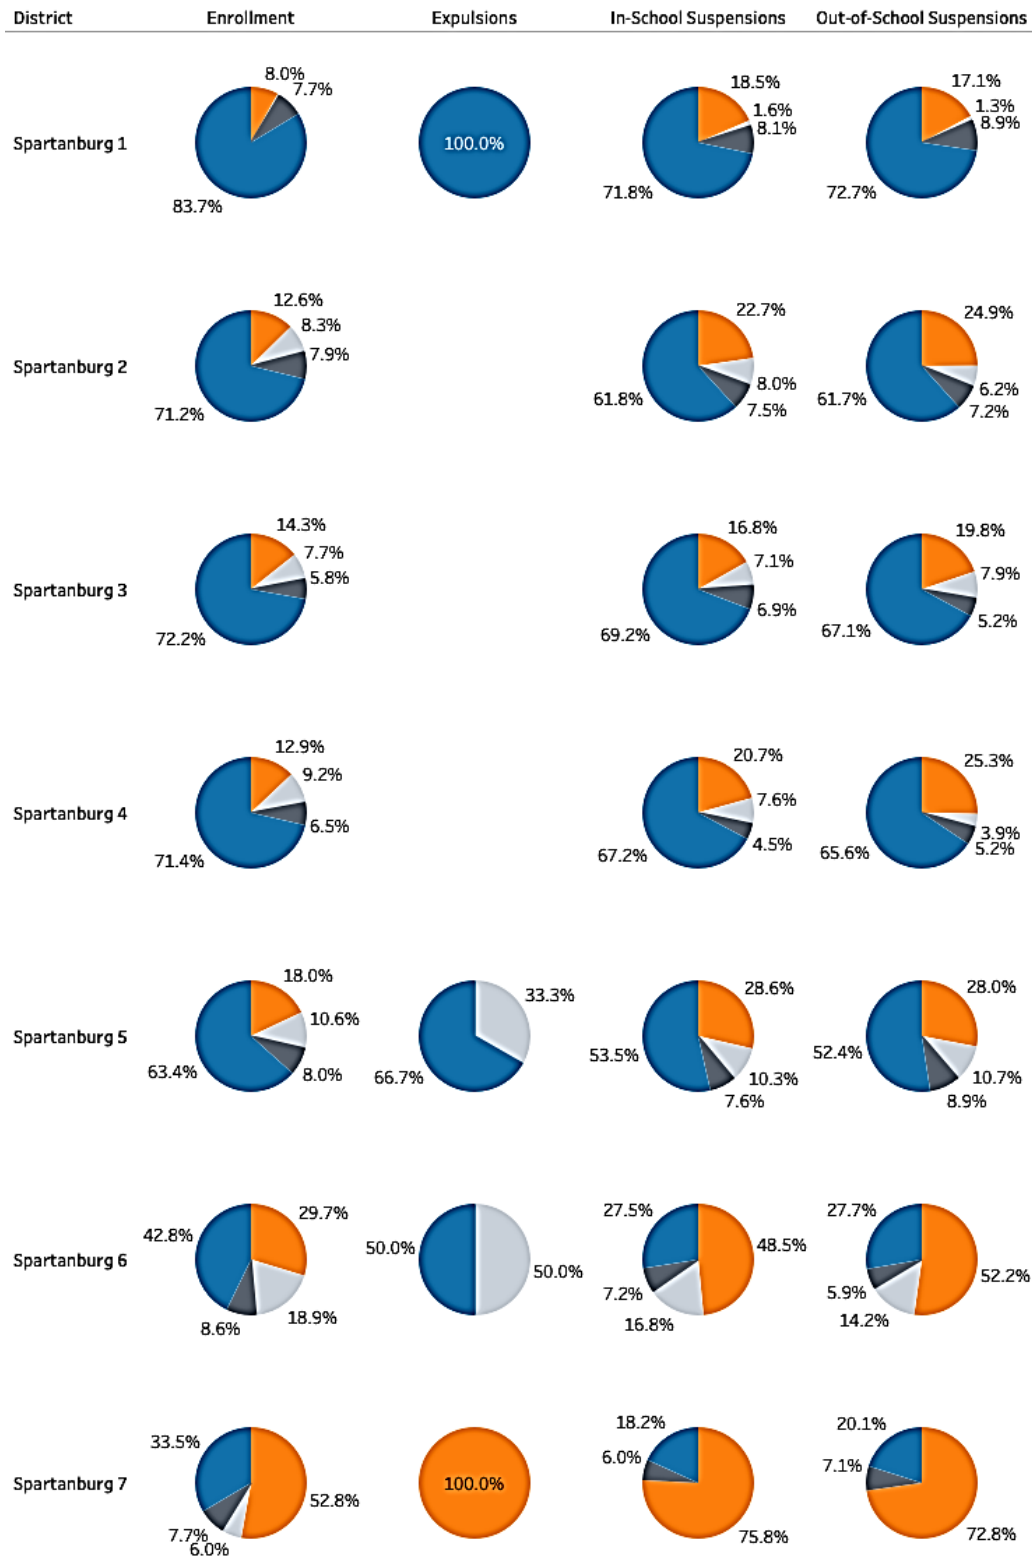 District Enrollment Expulsions In-School Suspensions Out-of-School Suspensions
8.0% 18.5% 17.1%
7.7% 1.6% 1.3%
Spartanburg 1 100.0% 8.1% 8.9%
83.7% 71.8% 72.7%
12.6% 22.7% 24.9%
8.3%
7.9%
Spartanburg 2 8.0% 6.2%
71.2% 61.8% 7.5% 61.7% 7.2%
14.3% 16.8% 19.8%
7.7% 7.1% 7.9%
5.8%
Spartanburg 3 6.9% 5.2%
72.2% 69.2% 67.1%
12.9% 20.7% 25.3%
9.2% 7.6%
Spartanburg 4 6.5% 4.5% 3.9%
71.4% 67.2% 65.6% 5.2%
18.0% 33.3% 28.6% 28.0%
10.6%
Spartanburg 5 53.5% 52.4%
63.4% 8.0% 66.7% 10.3% 10.7%
7.6% 8.9%
42.8% 29.7% 27.5% 48.5% 27.7%
Spartanburg 6 50.0% 50.0% 52.2%
8.6% 18.9% 7.2% 16.8% 5.9% 14.2%
33.5% 18.2% 20.1%
6.0% 7.1%
Spartanburg 7 52.8% 100.0%
7.7% 75.8% 72.8%
6.0%